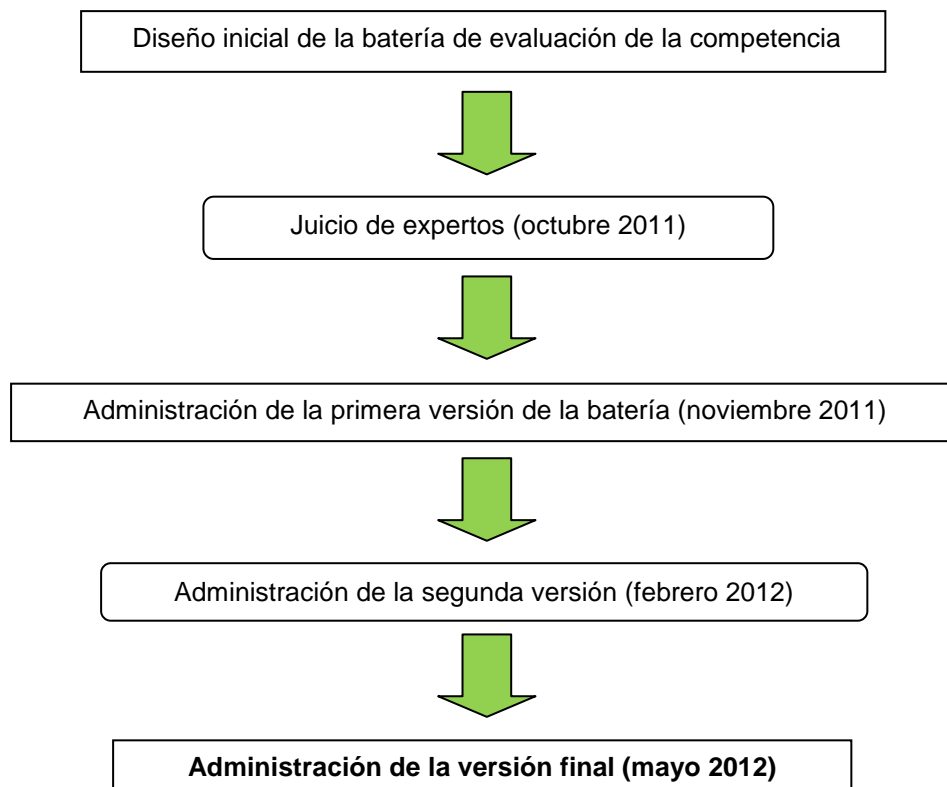 Diseño inicial de la batería de evaluación de la competencia
Juicio de expertos (octubre 2011)
Administración de la primera versión de la batería (noviembre 2011)
Administración de la segunda versión (febrero 2012)
Administración de la versión final (mayo 2012)